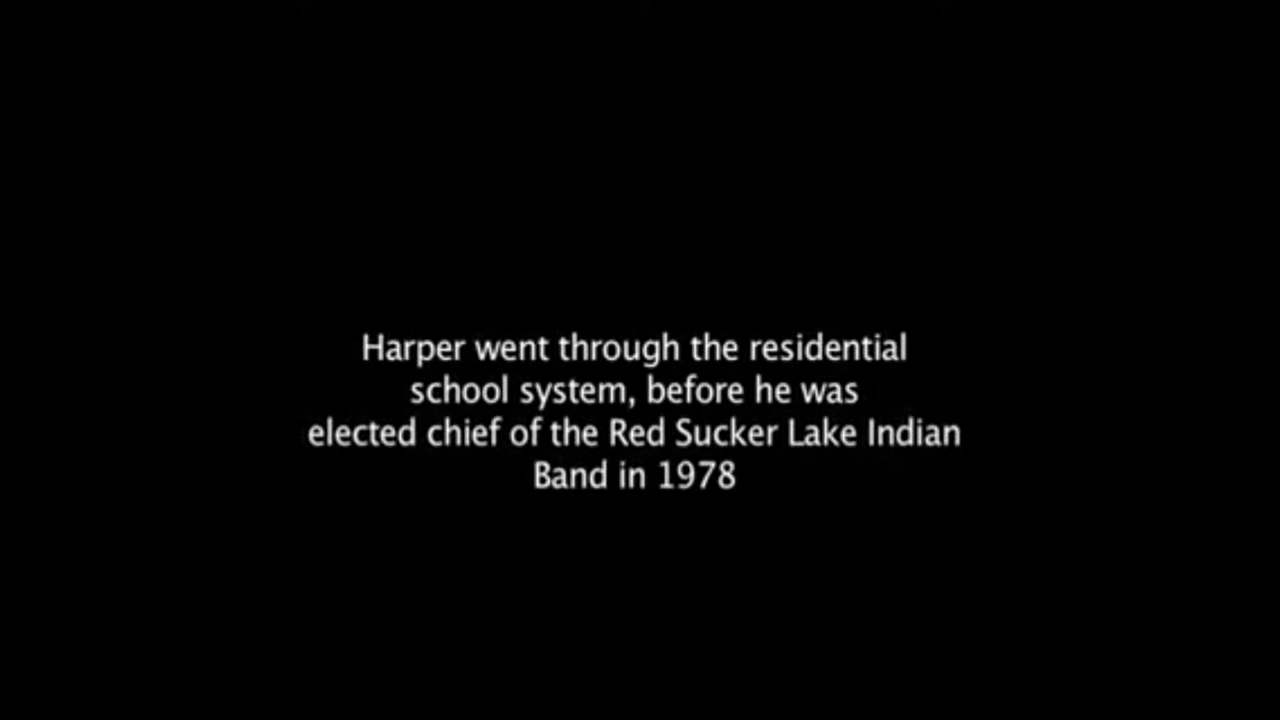 Harper went through the residential
school system, before he was
elected chief of the Red Sucker Lake Indian
Band in 1978